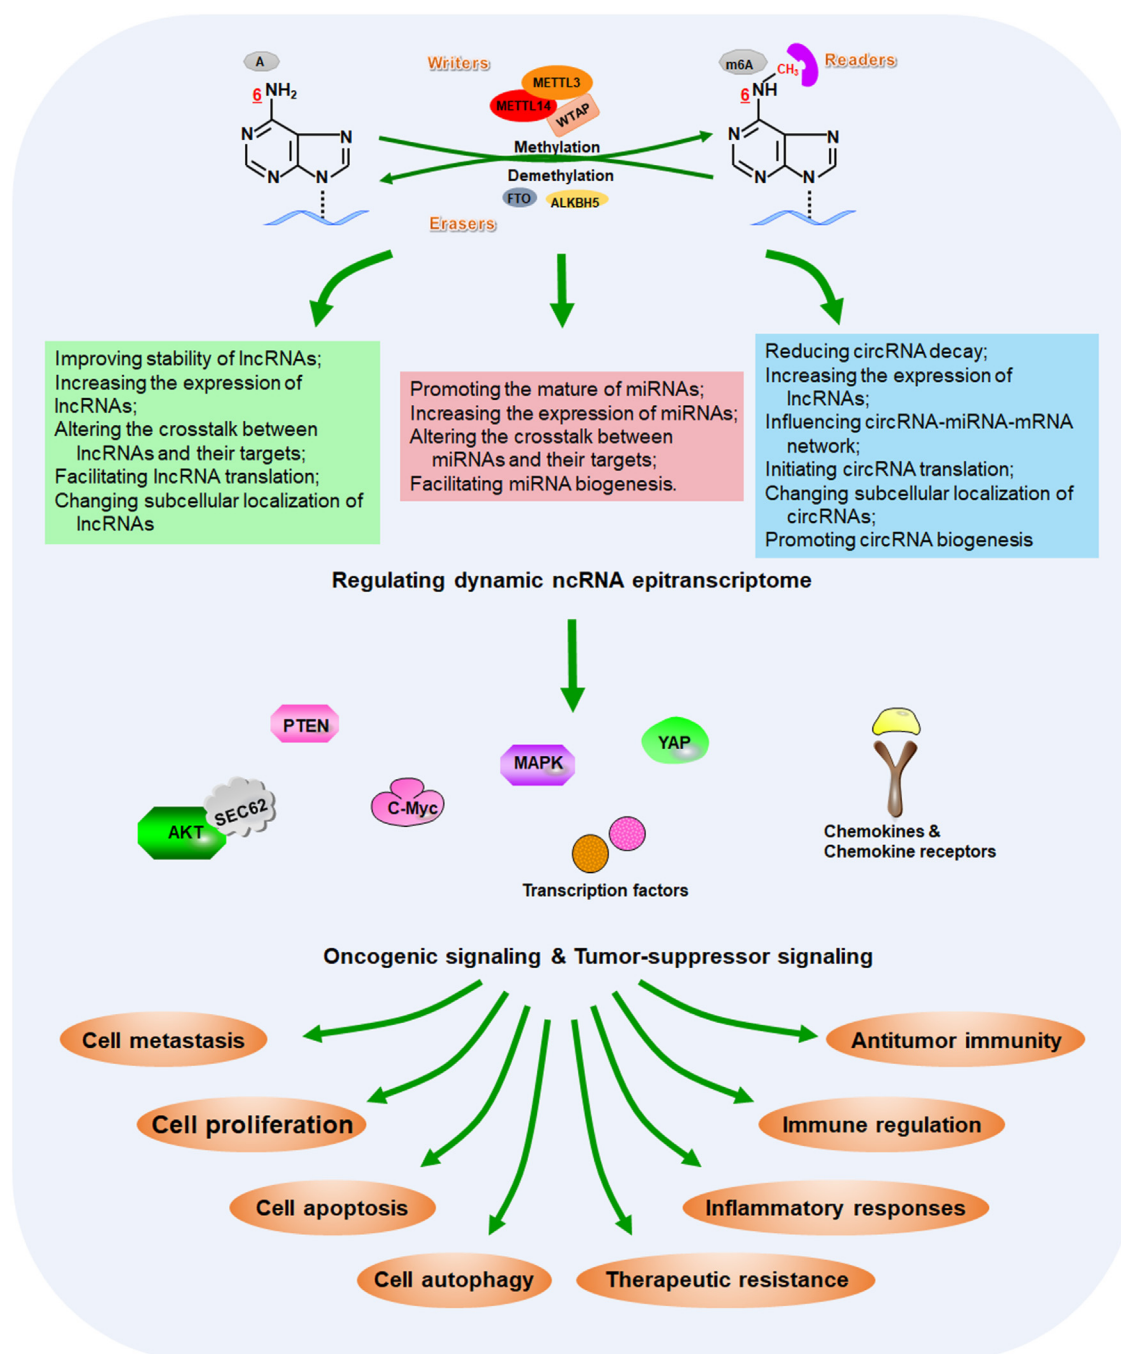 A
Writers
METTL3
METTL14
WTAP
m6A
CH3
Readers
6 NH2
N
N
N
N
Methylation
Demethylation
6 NH
N
N
N
N
FTO
ALKBH5
Erasers
Improving stability of lncRNAs;
Increasing the expression of
lncRNAs;
Altering the crosstalk between
lncRNAs and their targets;
Facilitating lncRNA translation;
Changing subcellular localization of
lncRNAs
Promoting the mature of miRNAs;
Increasing the expression of miRNAs;
Altering the crosstalk between
miRNAs and their targets;
Facilitating miRNA biogenesis.
Reducing circRNA decay;
Increasing the expression of
lncRNAs;
Influencing circRNA-miRNA-mRNA
network;
Initiating circRNA translation;
Changing subcellular localization of
circRNAs;
Promoting circRNA biogenesis
Regulating dynamic ncRNA epitranscriptome
PTEN
YAP
MAPK
C-Myc
SEC62
AKT
Chemokines &
Chemokine receptors
Transcription factors
Oncogenic signaling & Tumor-suppressor signaling
Cell metastasis
Antitumor immunity
Cell proliferation
Immune regulation
Cell apoptosis
Inflammatory responses
Cell autophagy
Therapeutic resistance